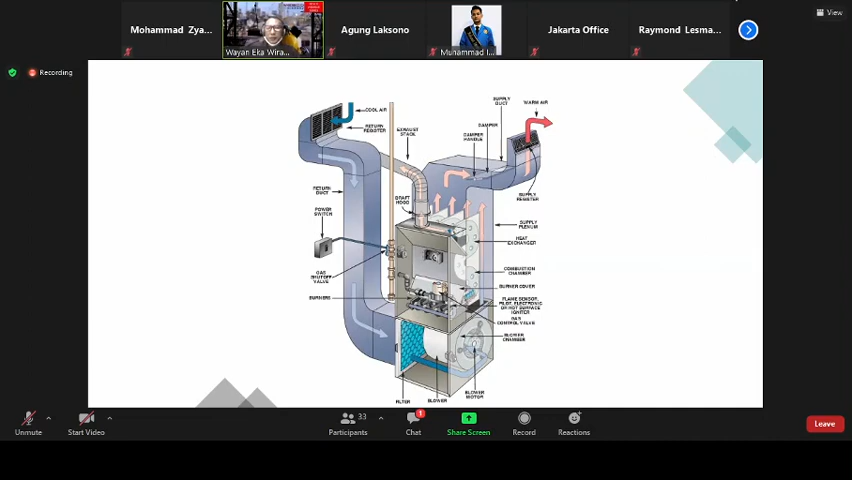 Mohammad Zya...
Agung Laksono
Jakarta Office
Raymond Lesma...
View
Wayan Eka Wira...
Muhammad I...
Recording
COOL AIR
RETURN
REGISTER
EXHAUST
STACK
SUPPLY
DUCT
WARM AIR
DAMPER
DAMPER
HANDLE
RETURN
DUCT
DRAFT
HOOD
SUPPLY
REGISTER
POWER
SWITCH
SUPPLY
PLENUM
HEAT
EXCHANGER
GAS
SHUTOFF
VALVE
COMBUSTION
CHAMBER
BURNER COVER
BURNERS
FLAME SENSOR,
PILOT, ELECTRONIC
OR HOT SURFACE
IGNITER
GAS
CONTROL VALVE
BLOWER
CHAMBER
FILTER
BLOWER
BLOWER
MOTOR
Unmute
Start Video
33
Participants
1
Chat
Share Screen
Record
Reactions
Leave